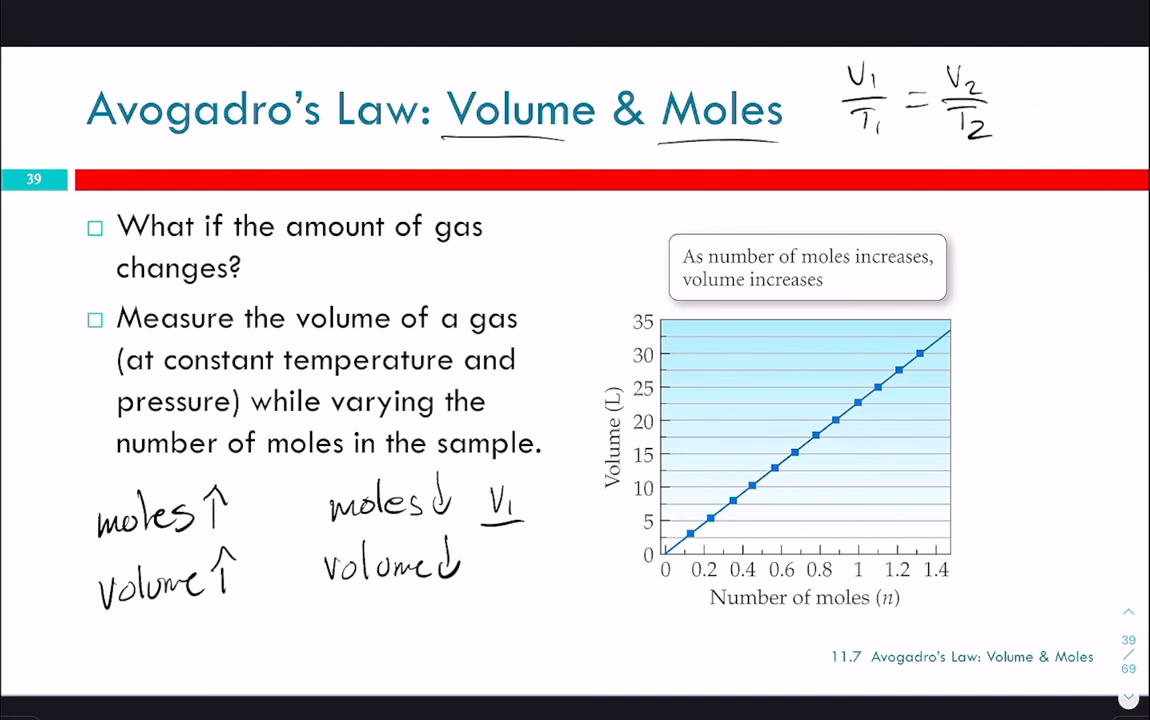 Avogadro's Law: Volume & Moles
V₁/T₁ = V₂/T₂
39
What if the amount of gas
changes?
Measure the volume of a gas
(at constant temperature and
pressure) while varying the
number of moles in the sample.
moles ↑
volume ↑
moles ↓
volume ↓
V₁
As number of moles increases,
volume increases
35
30
25
20
15
10
5
0
Volume (L)
0 0.2 0.4 0.6 0.8 1 1.2 1.4
Number of moles (n)
11.7 Avogadro's Law: Volume & Moles
39
/
69